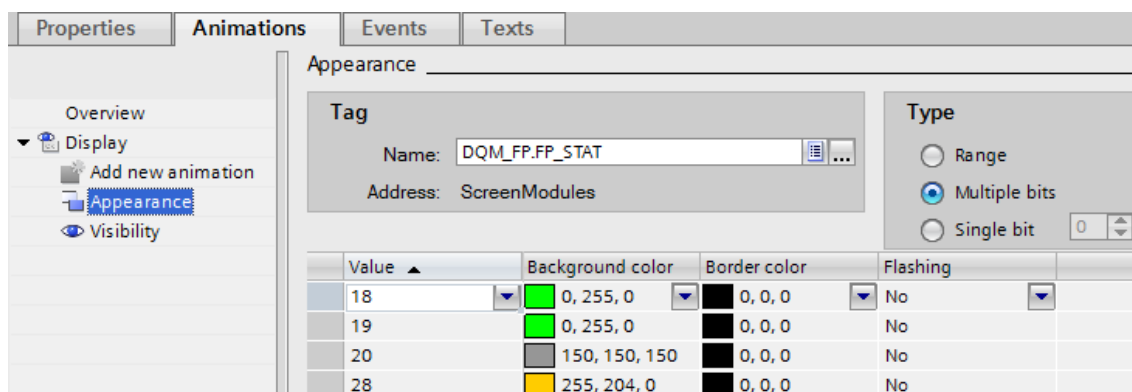 Properties Animations Events Texts
Appearance
Overview
Display
Add new animation
Appearance
Visibility
Tag
Name: DQM_FP.FP_STAT ...
Address: ScreenModules
Type
Range
Multiple bits
Single bit 0
Value Background color Border color Flashing
18 0, 255, 0 0, 0, 0 No
19 0, 255, 0 0, 0, 0 No
20 150, 150, 150 0, 0, 0 No
28 255, 204, 0 0, 0, 0 No